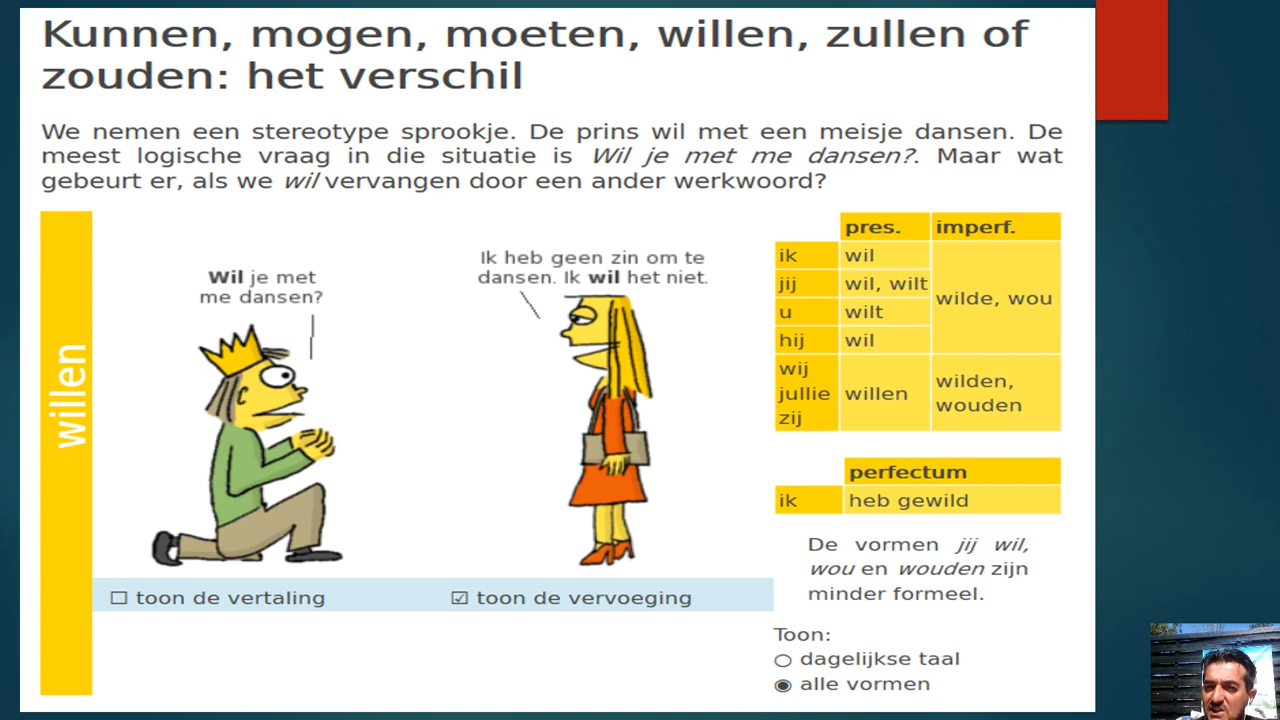 Kunnen, mogen, moeten, willen, zullen of
zouden: het verschil
We nemen een stereotype sprookje. De prins wil met een meisje dansen. De
meest logische vraag in die situatie is Wil je met me dansen?. Maar wat
gebeurt er, als we wil vervangen door een ander werkwoord?
willen
Wil je met
me dansen?
Ik heb geen zin om te
dansen. Ik wil het niet.
pres. imperf.
ik wil
jij wil, wilt
wilde, wou
u wilt
hij wil
wij
jullie willen
zij
wilden,
wouden
perfectum
ik heb gewild
De vormen jij wil,
wou en wouden zijn
minder formeel.
☐ toon de vertaling ☑ toon de vervoeging
Toon:
○ dagelijkse taal
◉ alle vormen